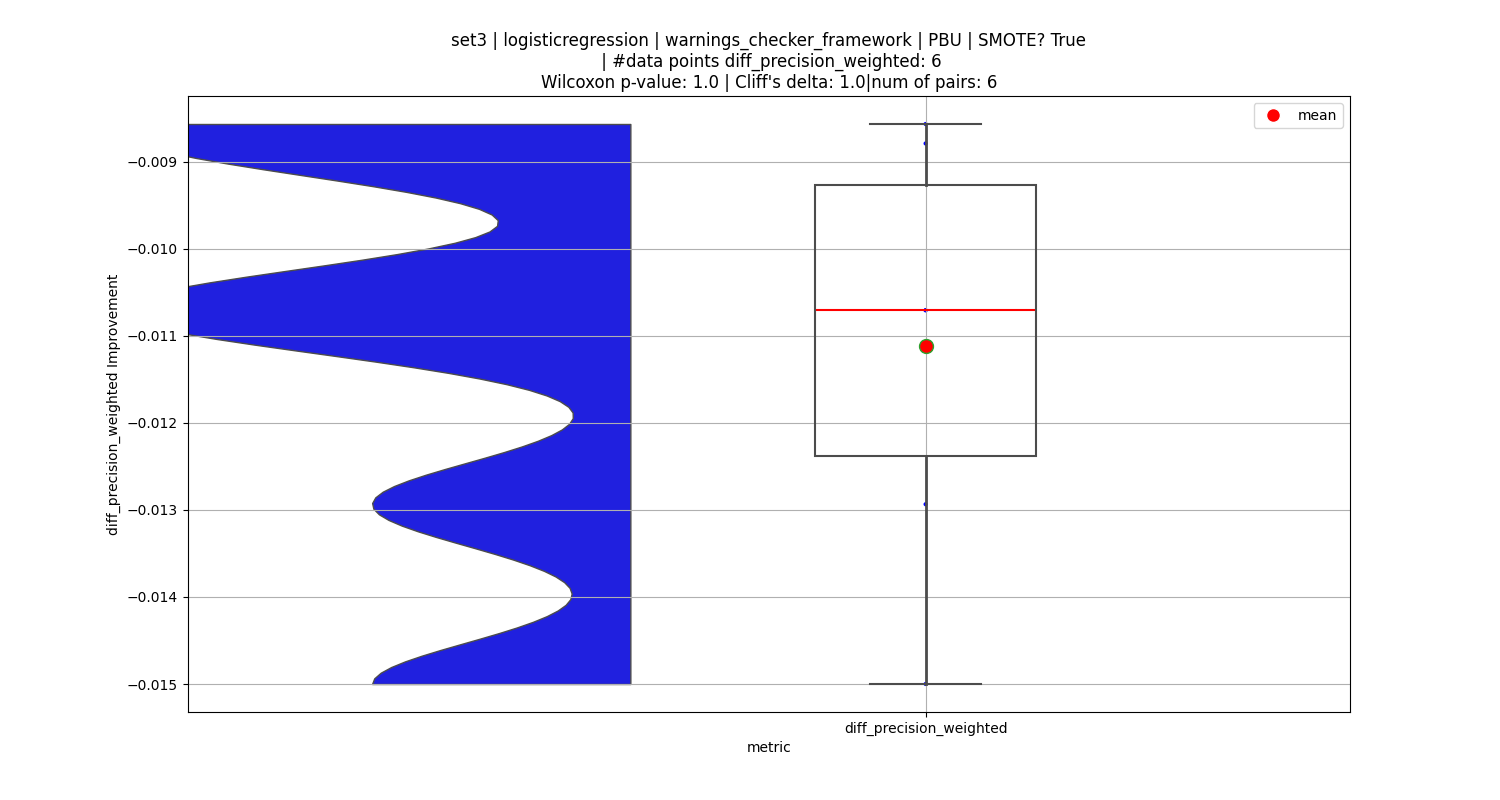 set3 | logisticregression | warnings_checker_framework | PBU | SMOTE? True
| #data points diff_precision_weighted: 6
Wilcoxon p-value: 1.0 | Cliff's delta: 1.0|num of pairs: 6
mean
−0.009
−0.010
−0.011
−0.012
−0.013
−0.014
−0.015
diff_precision_weighted Improvement
diff_precision_weighted
metric